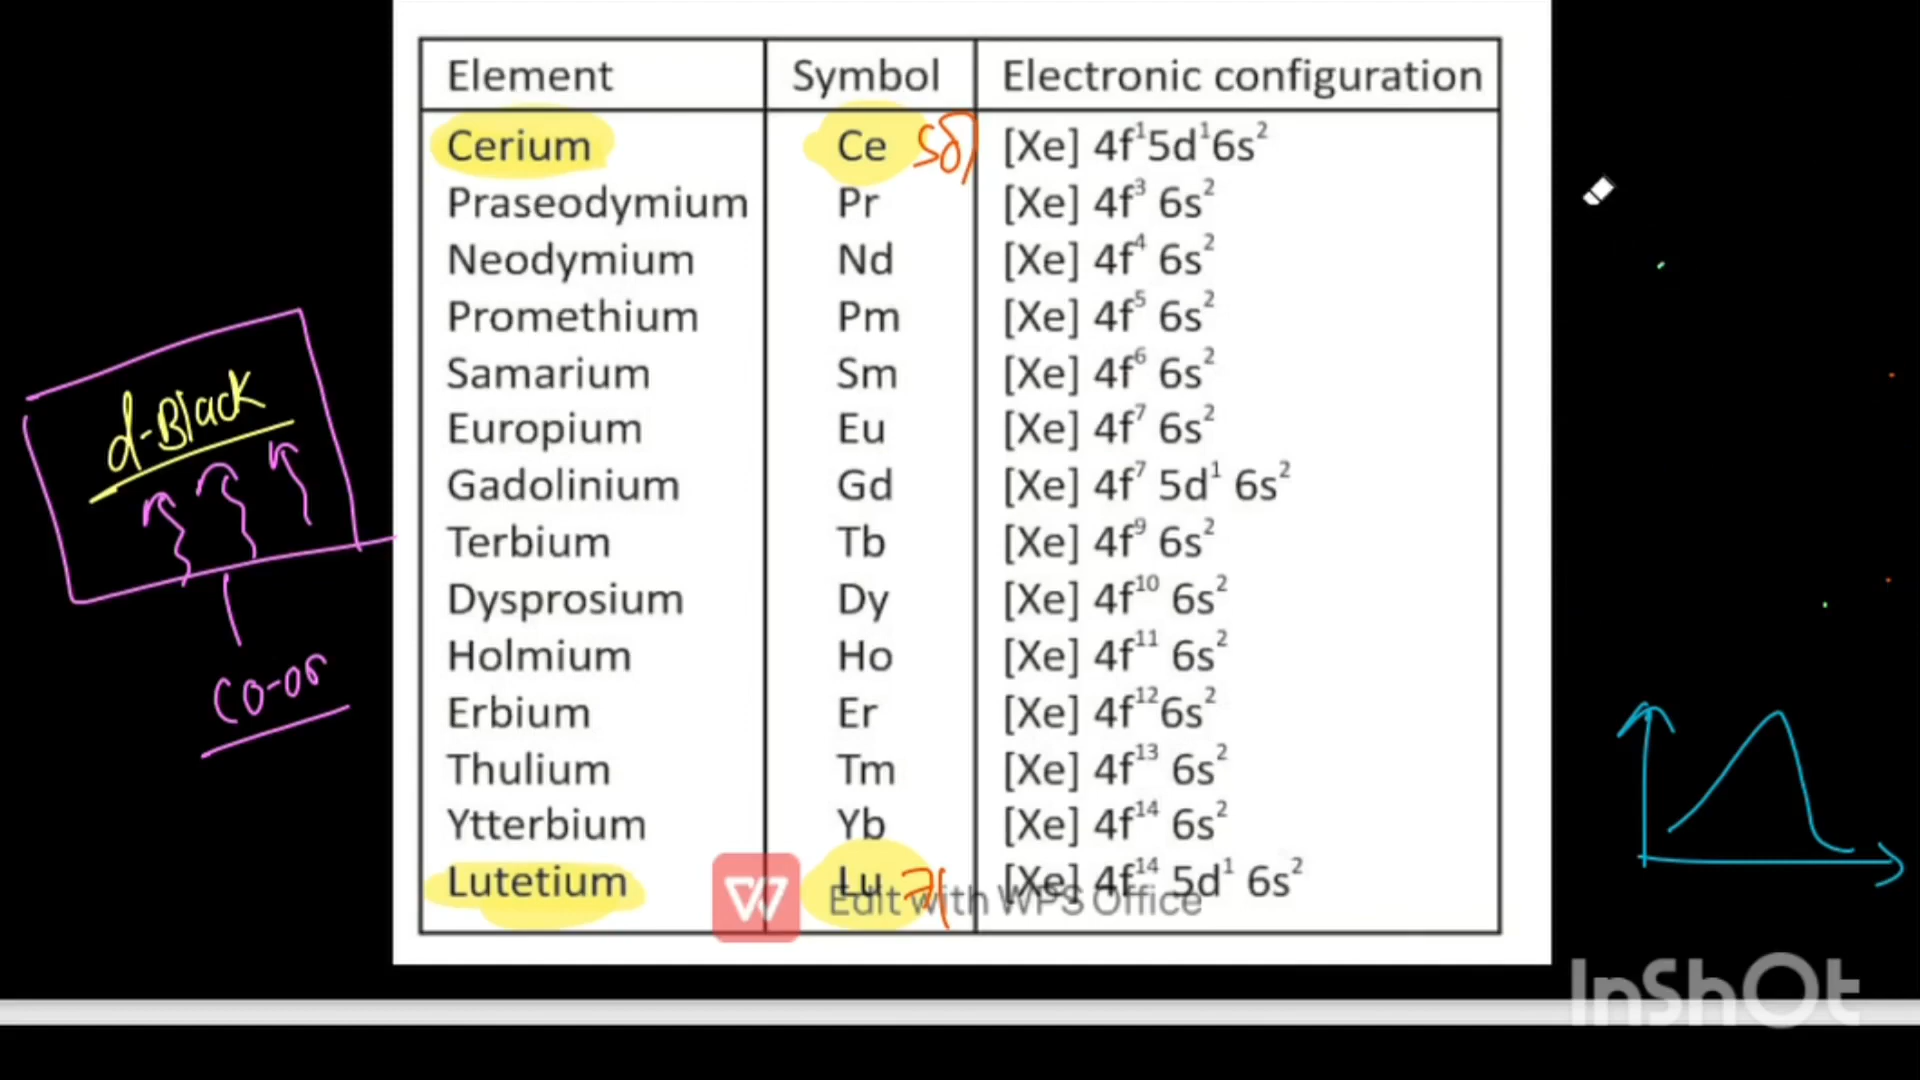 Element Symbol Electronic configuration
Cerium Ce 58 [Xe] 4f¹5d¹6s²
Praseodymium Pr [Xe] 4f³ 6s²
Neodymium Nd [Xe] 4f⁴ 6s²
Promethium Pm [Xe] 4f⁵ 6s²
Samarium Sm [Xe] 4f⁶ 6s²
Europium Eu [Xe] 4f⁷ 6s²
Gadolinium Gd [Xe] 4f⁷ 5d¹ 6s²
Terbium Tb [Xe] 4f⁹ 6s²
Dysprosium Dy [Xe] 4f¹⁰ 6s²
Holmium Ho [Xe] 4f¹¹ 6s²
Erbium Er [Xe] 4f¹²6s²
Thulium Tm [Xe] 4f¹³ 6s²
Ytterbium Yb [Xe] 4f¹⁴ 6s²
Lutetium Lu 71 [Xe] 4f¹⁴ 5d¹ 6s²
Edit with WPS Office
d-Black
InShOt